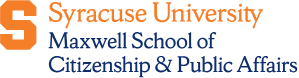 S Syracuse University
Maxwell School of
Citizenship & Public Affairs